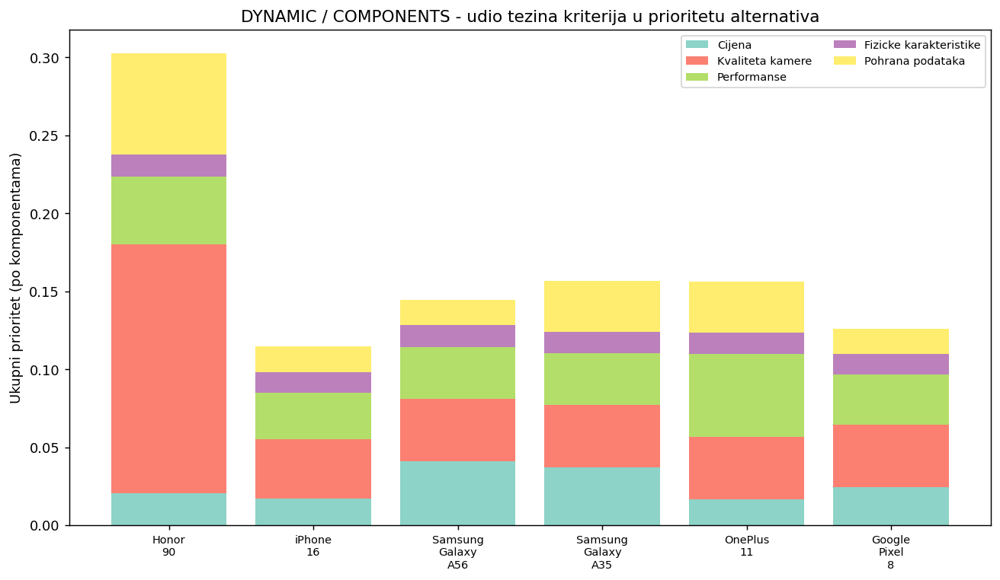 DYNAMIC / COMPONENTS - udio tezina kriterija u prioritetu alternativa
Cijena
Kvaliteta kamere
Performanse
Fizicke karakteristike
Pohrana podataka
Ukupni prioritet (po komponentama)
0.30
0.25
0.20
0.15
0.10
0.05
0.00
Honor
90
iPhone
16
Samsung
Galaxy
A56
Samsung
Galaxy
A35
OnePlus
11
Google
Pixel
8